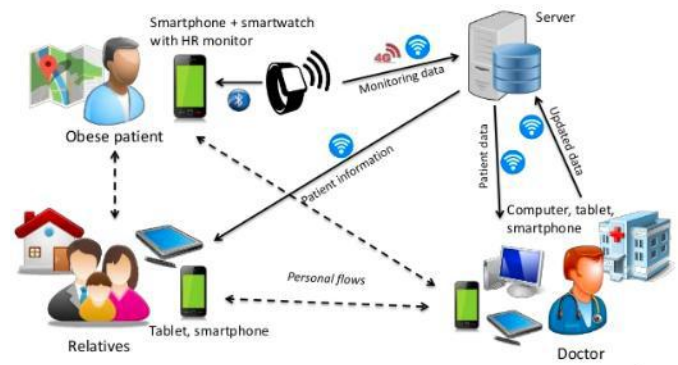 Smartphone + smartwatch
with HR monitor
Server
4G
Monitoring data
Obese patient
Patient information
Patient data
Updated data
Computer, tablet,
smartphone
Personal flows
Tablet, smartphone
Relatives
Doctor